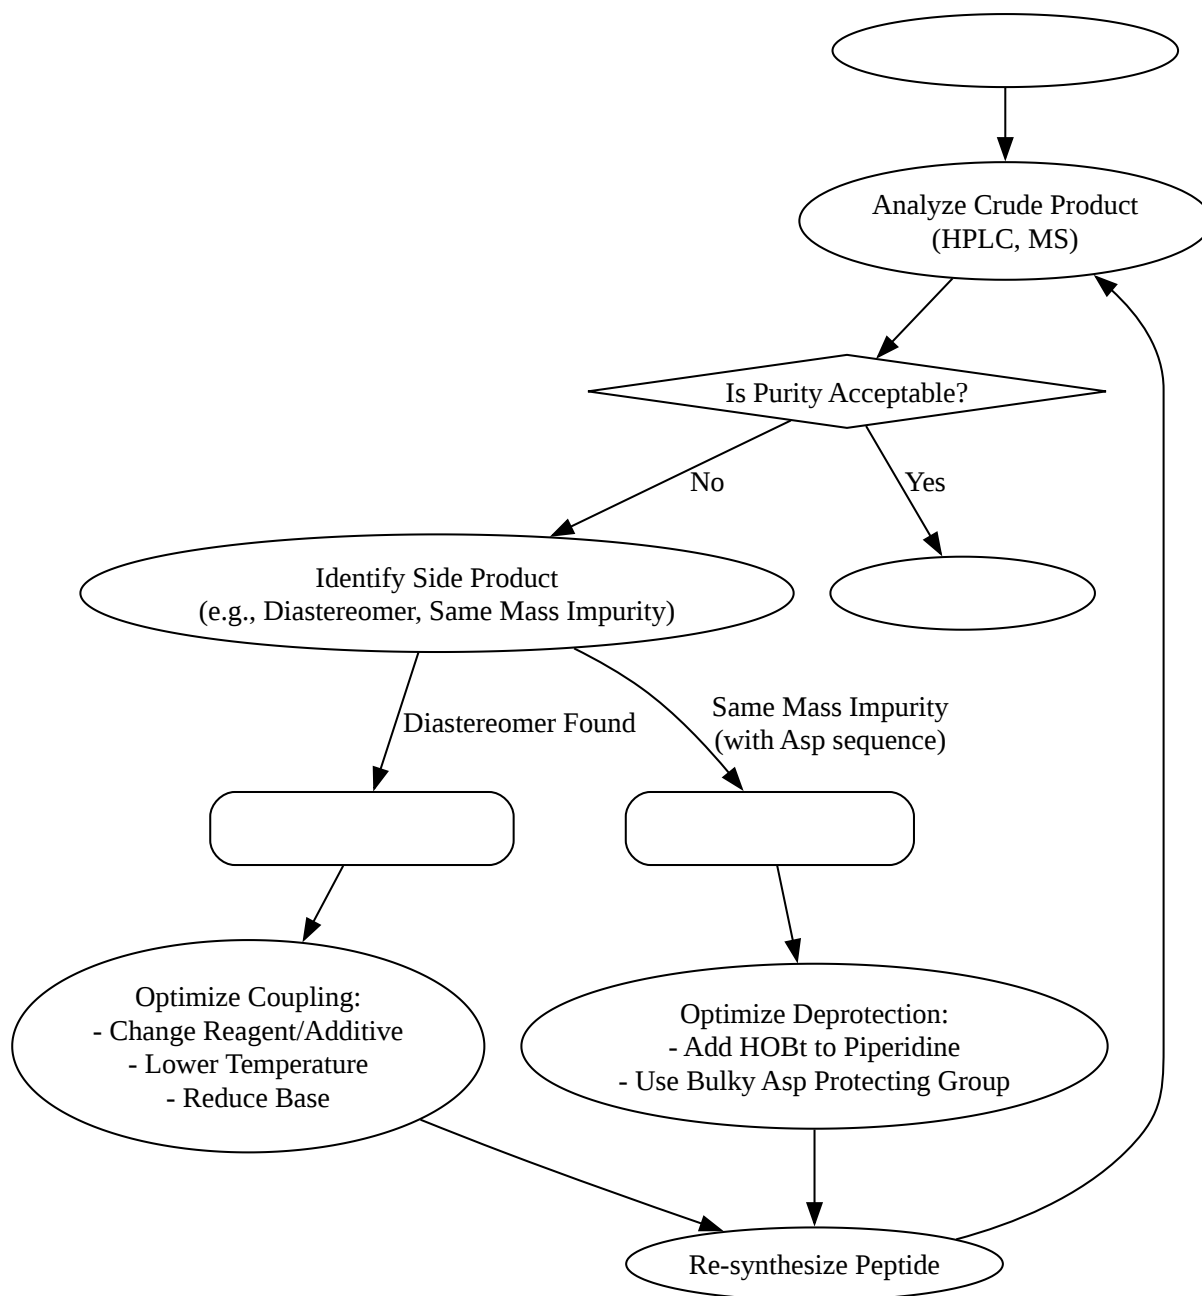 Analyze Crude Product
(HPLC, MS)
Is Purity Acceptable?
No
Yes
Identify Side Product
(e.g., Diastereomer, Same Mass Impurity)
Diastereomer Found
Same Mass Impurity
(with Asp sequence)
Optimize Coupling:
- Change Reagent/Additive
- Lower Temperature
- Reduce Base
Optimize Deprotection:
- Add HOBt to Piperidine
- Use Bulky Asp Protecting Group
Re-synthesize Peptide